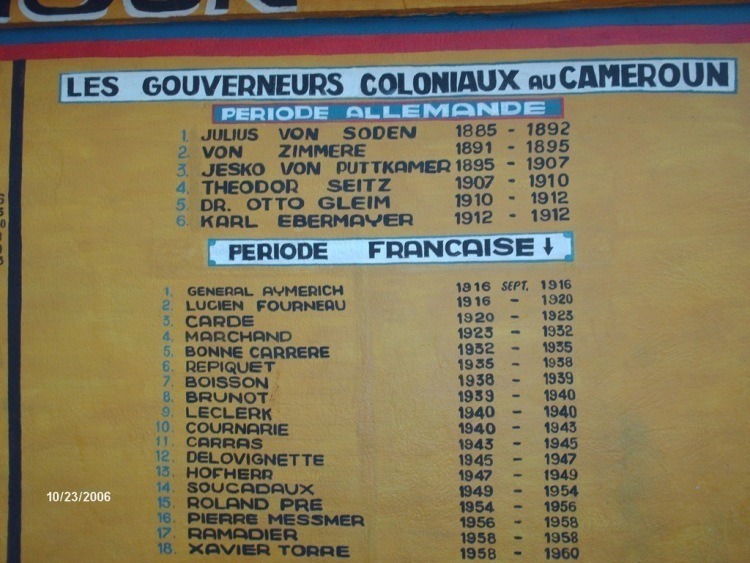 LES GOUVERNEURS COLONIAUX AU CAMEROUN
PERIODE ALLEMANDE
1. JULIUS VON SODEN 1885 - 1892
2. VON ZIMMERE 1891 - 1895
3. JESKO VON PUTTKAMER 1895 - 1907
4. THEODOR SEITZ 1907 - 1910
5. DR. OTTO GLEIM 1910 - 1912
6. KARL EBERMAYER 1912 - 1912
PERIODE FRANCAISE ↓
1. GENERAL AYMERICH 1916 SEPT. 1916
2. LUCIEN FOURNEAU 1916 - 1920
3. CARDE 1920 - 1923
4. MARCHAND 1923 - 1932
5. BONNE CARRERE 1932 - 1935
6. REPIQUET 1935 - 1938
7. BOISSON 1938 - 1939
8. BRUNOT 1939 - 1940
9. LECLERK 1940 - 1940
10. COURNARIE 1940 - 1943
11. CARRAS 1943 - 1945
12. DELOVIGNETTE 1945 - 1947
13. HOFHERR 1947 - 1949
14. SOUCADAUX 1949 - 1954
15. ROLAND PRE 1954 - 1956
16. PIERRE MESSMER 1956 - 1958
17. RAMADIER 1958 - 1958
18. XAVIER TORRE 1958 - 1960
10/23/2006